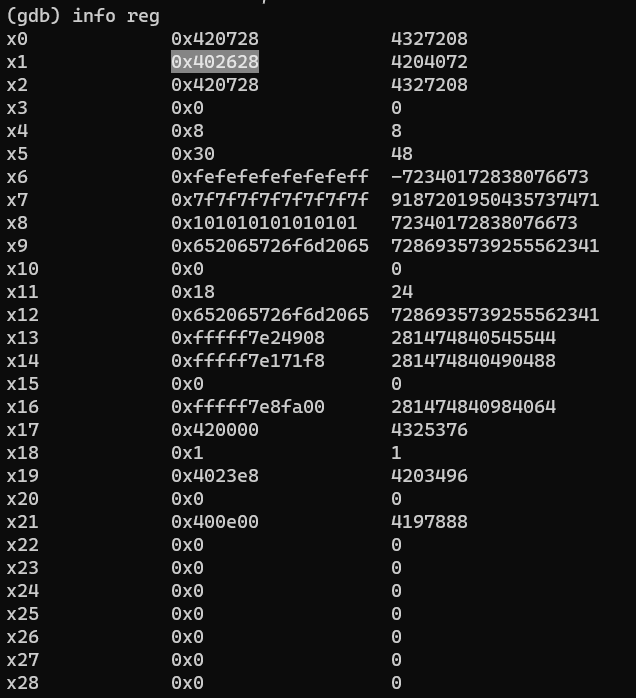 (gdb) info reg
x0 0x420728 4327208
x1 0x402628 4204072
x2 0x420728 4327208
x3 0x0 0
x4 0x8 8
x5 0x30 48
x6 0xfefefefefefefeff -72340172838076673
x7 0x7f7f7f7f7f7f7f7f 9187201950435737471
x8 0x101010101010101 72340172838076673
x9 0x652065726f6d2065 7286935739255562341
x10 0x0 0
x11 0x18 24
x12 0x652065726f6d2065 7286935739255562341
x13 0xfffff7e24908 281474840545544
x14 0xfffff7e171f8 281474840490488
x15 0x0 0
x16 0xfffff7e8fa00 281474840984064
x17 0x420000 4325376
x18 0x1 1
x19 0x4023e8 4203496
x20 0x0 0
x21 0x400e00 4197888
x22 0x0 0
x23 0x0 0
x24 0x0 0
x25 0x0 0
x26 0x0 0
x27 0x0 0
x28 0x0 0